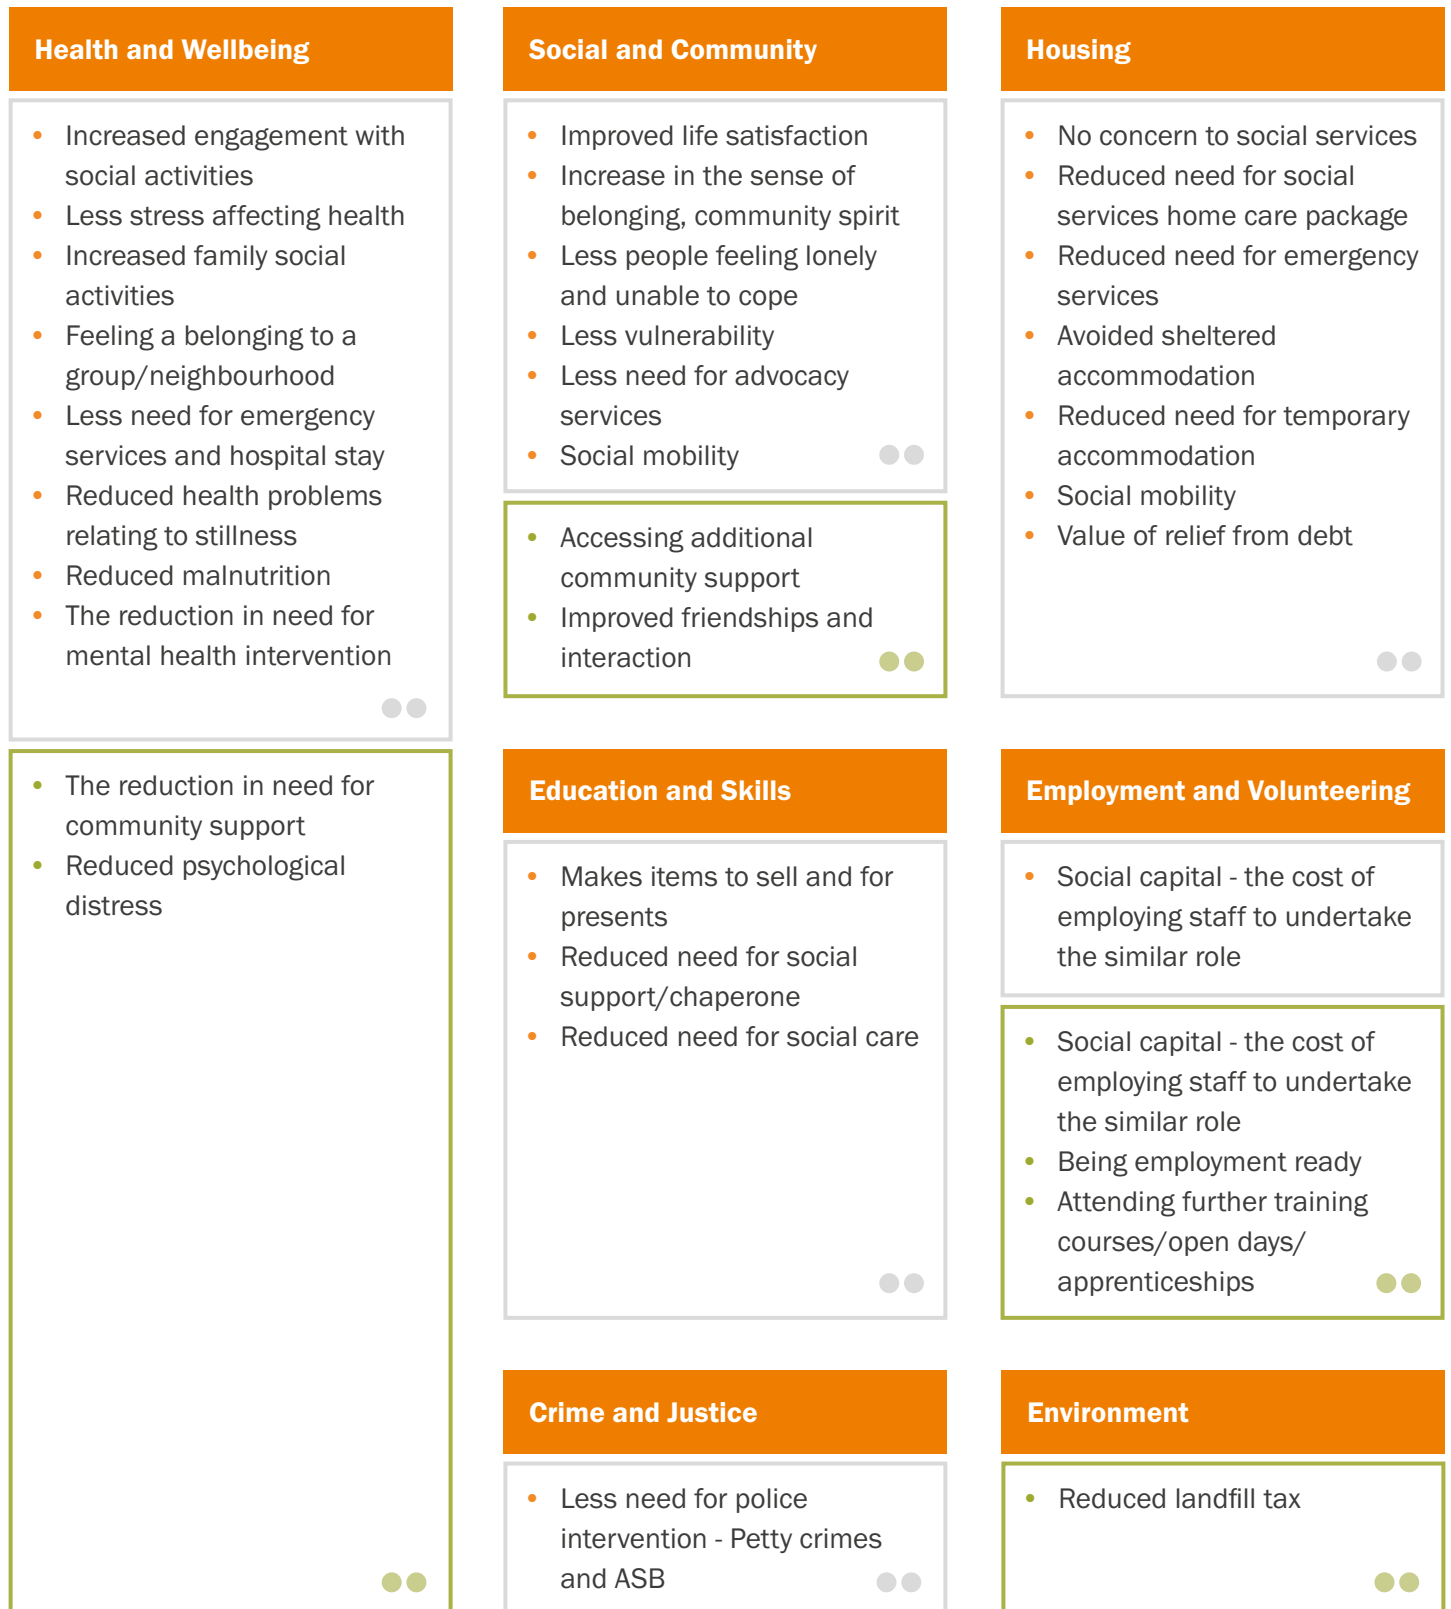 Health and Wellbeing
• Increased engagement with
social activities
• Less stress affecting health
• Increased family social
activities
• Feeling a belonging to a
group/neighbourhood
• Less need for emergency
services and hospital stay
• Reduced health problems
relating to stillness
• Reduced malnutrition
• The reduction in need for
mental health intervention
• The reduction in need for
community support
• Reduced psychological
distress
Social and Community
• Improved life satisfaction
• Increase in the sense of
belonging, community spirit
• Less people feeling lonely
and unable to cope
• Less vulnerability
• Less need for advocacy
services
• Social mobility
• Accessing additional
community support
• Improved friendships and
interaction
Housing
• No concern to social services
• Reduced need for social
services home care package
• Reduced need for emergency
services
• Avoided sheltered
accommodation
• Reduced need for temporary
accommodation
• Social mobility
• Value of relief from debt
Education and Skills
• Makes items to sell and for
presents
• Reduced need for social
support/chaperone
• Reduced need for social care
Employment and Volunteering
• Social capital - the cost of
employing staff to undertake
the similar role
• Social capital - the cost of
employing staff to undertake
the similar role
• Being employment ready
• Attending further training
courses/open days/
apprenticeships
Crime and Justice
• Less need for police
intervention - Petty crimes
and ASB
Environment
• Reduced landfill tax